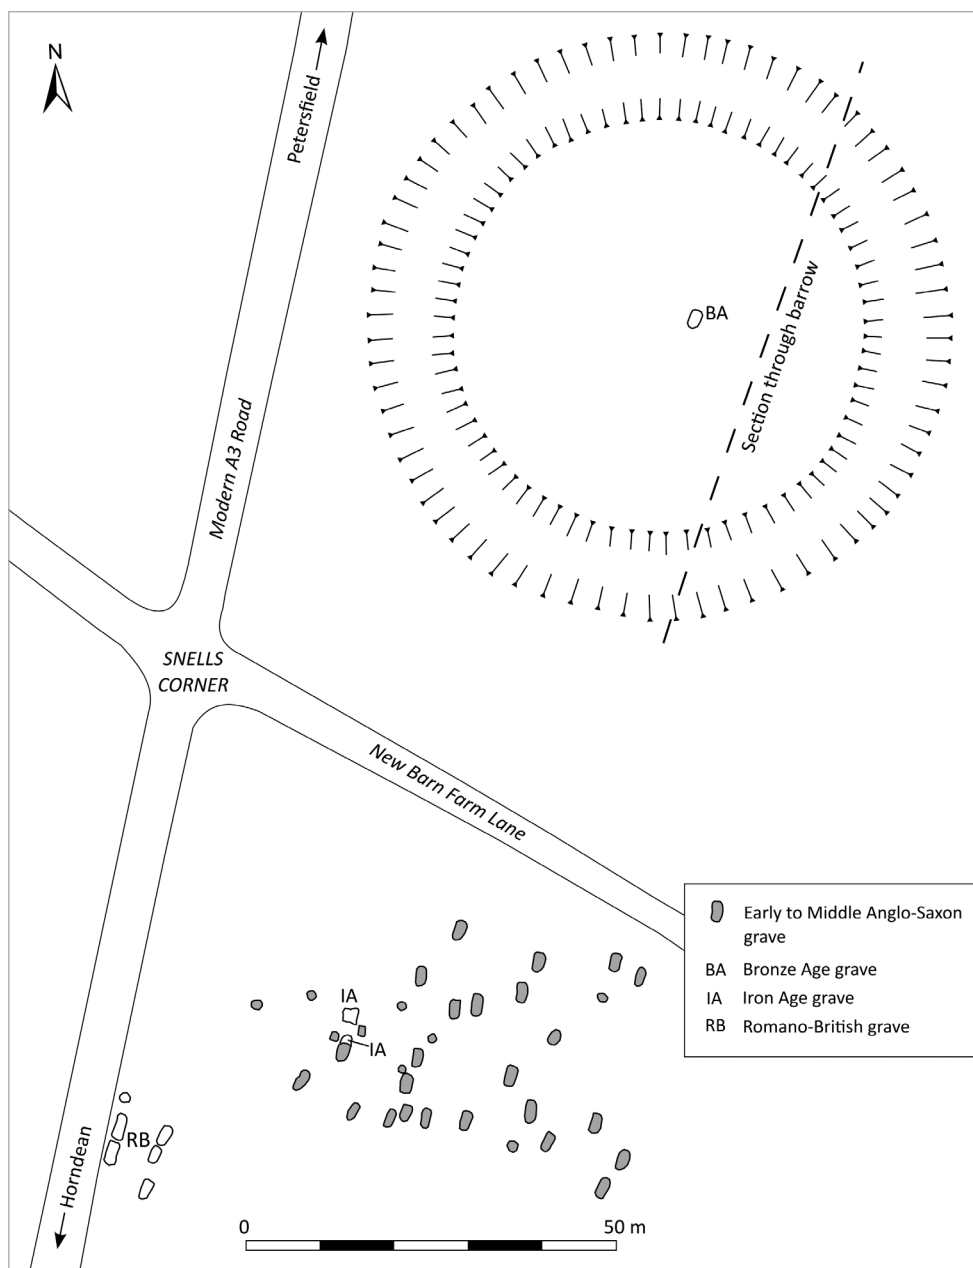 N
Petersfield
BA
Section through barrow
Modern A3 Road
SNELLS
CORNER
New Barn Farm Lane
Early to Middle Anglo-Saxon
grave
BA Bronze Age grave
IA Iron Age grave
RB Romano-British grave
IA
IA
RB
Horndean
0 50 m